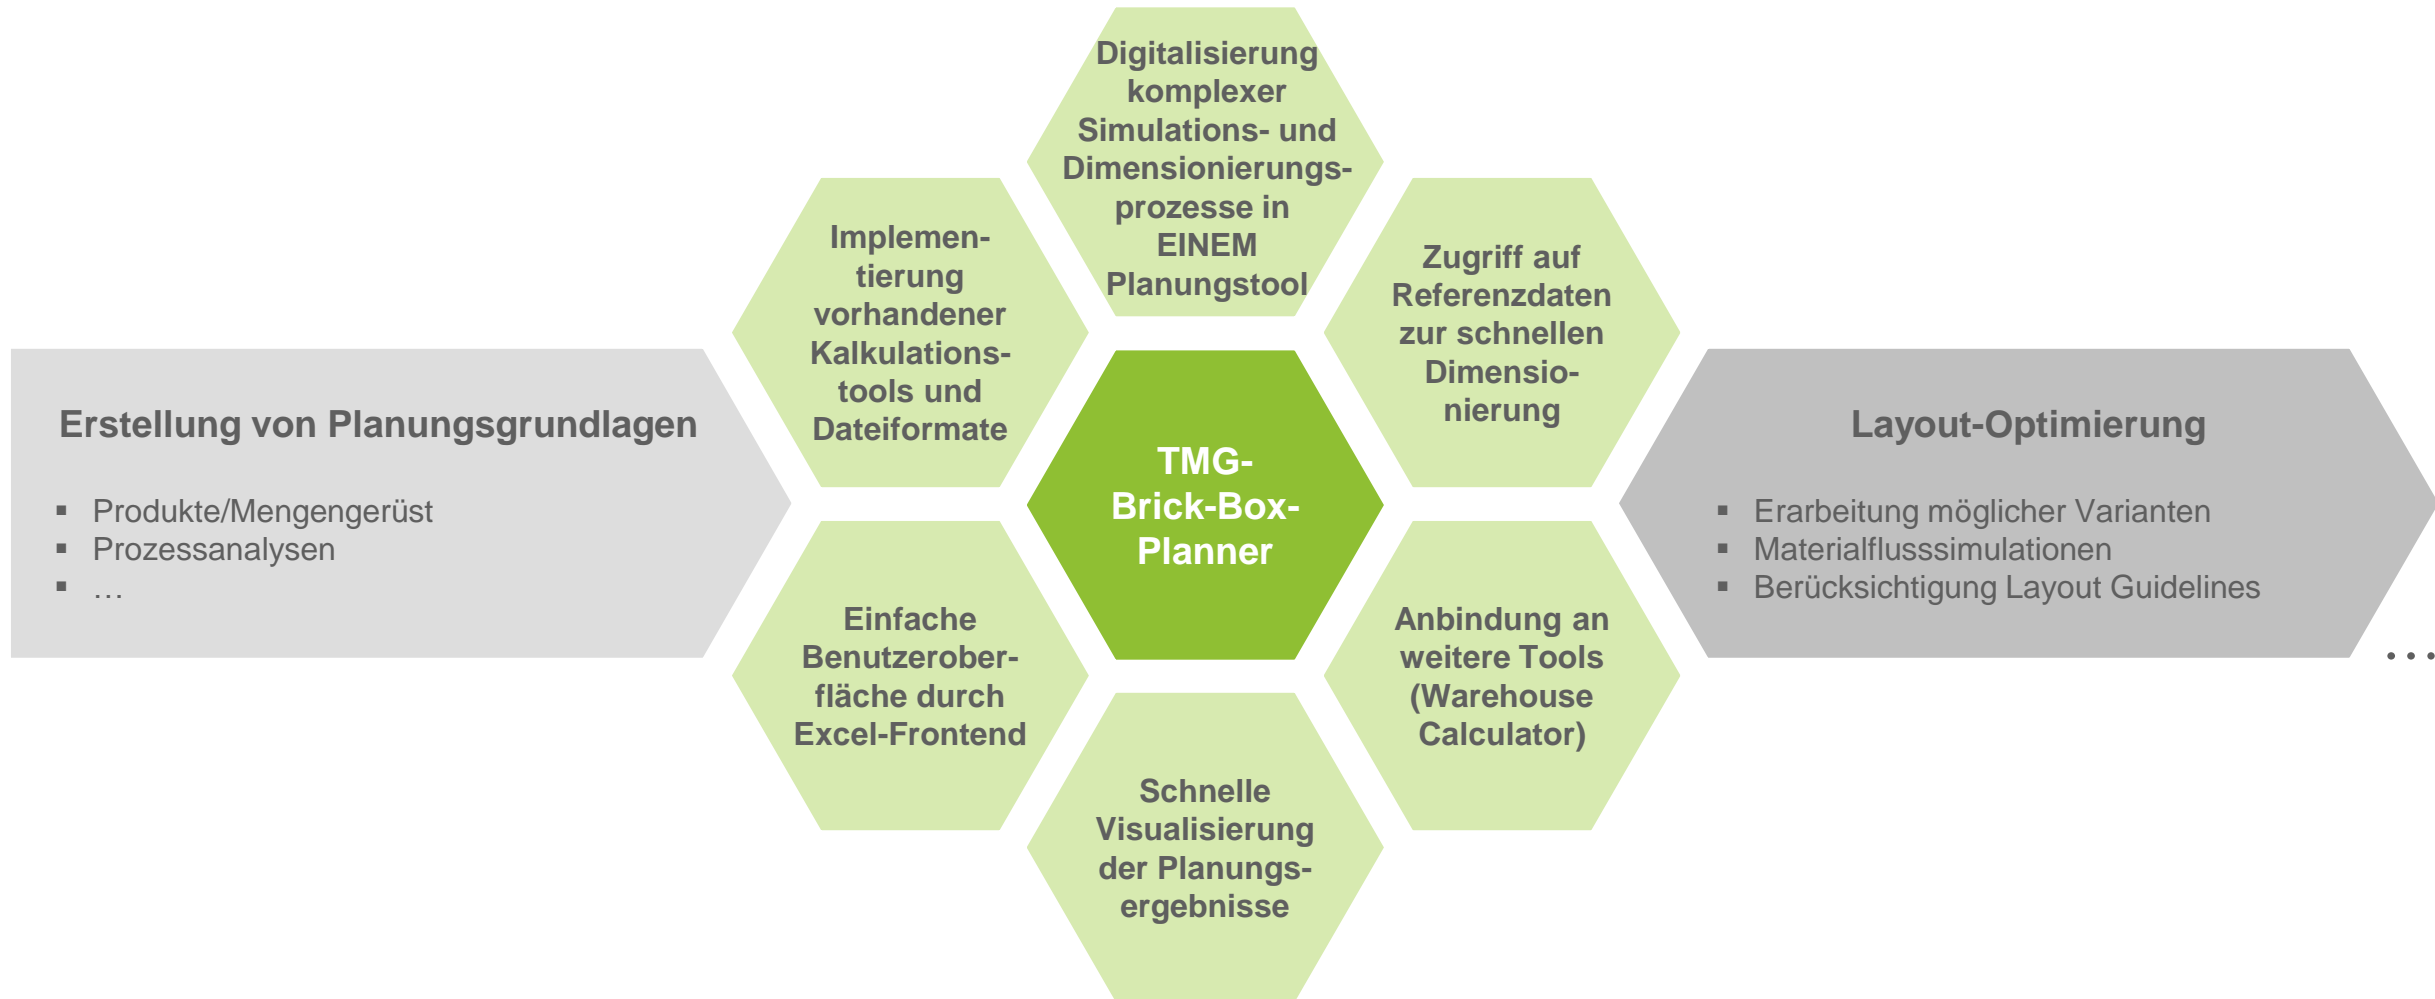 Erstellung von Planungsgrundlagen
▪ Produkte/Mengengerüst
▪ Prozessanalysen
▪ …
Implemen-
tierung
vorhandener
Kalkulations-
tools und
Dateiformate
Digitalisierung
komplexer
Simulations- und
Dimensionierungs-
prozesse in
EINEM
Planungstool
Zugriff auf
Referenzdaten
zur schnellen
Dimensio-
nierung
TMG-
Brick-Box-
Planner
Einfache
Benutzerober-
fläche durch
Excel-Frontend
Schnelle
Visualisierung
der Planungs-
ergebnisse
Anbindung an
weitere Tools
(Warehouse
Calculator)
Layout-Optimierung
▪ Erarbeitung möglicher Varianten
▪ Materialflusssimulationen
▪ Berücksichtigung Layout Guidelines
…